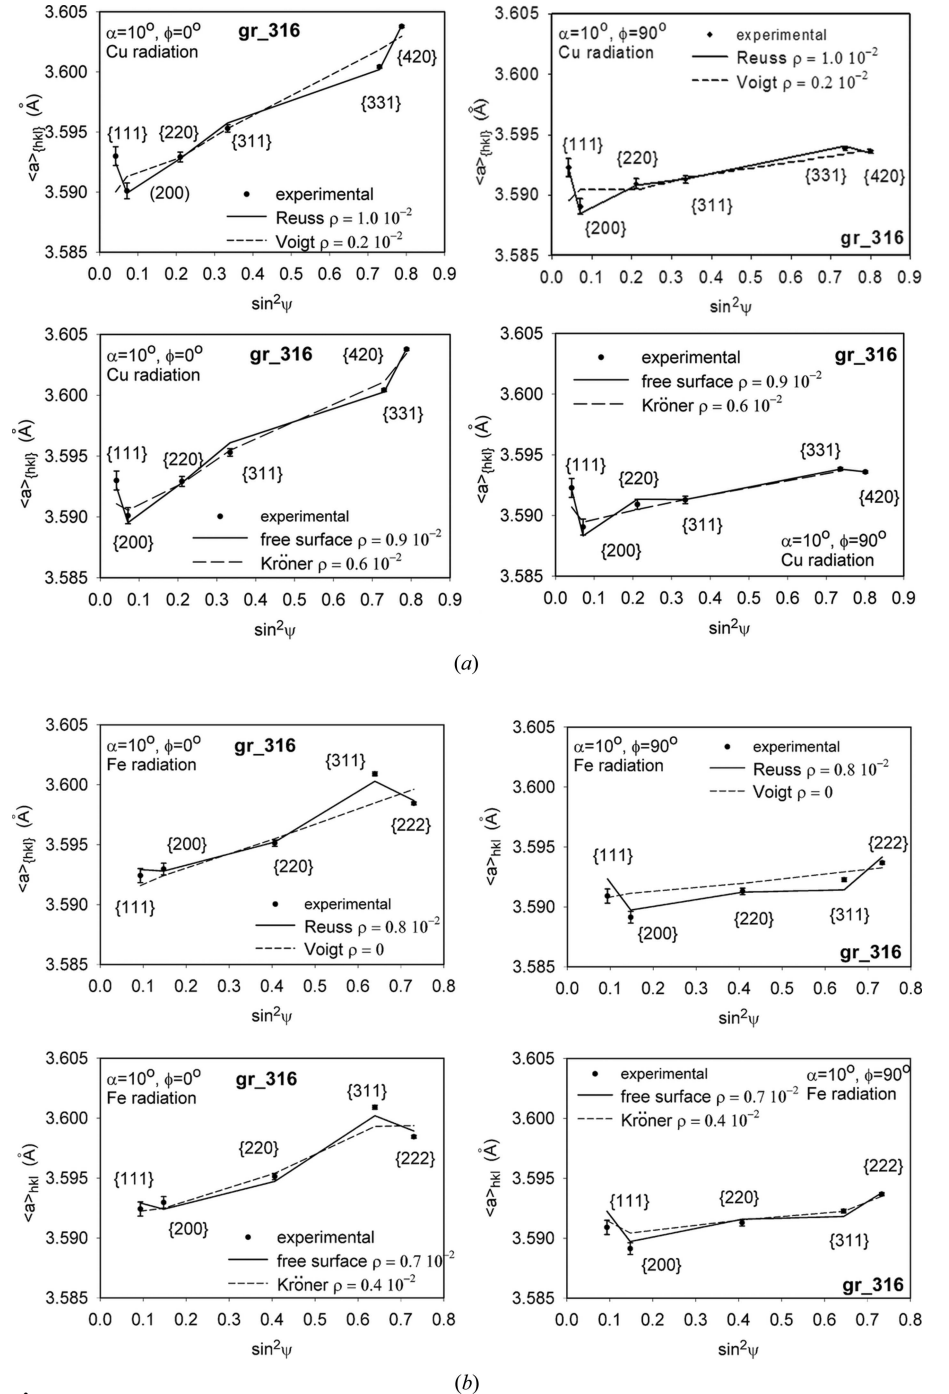 3.605
3.600
3.595
3.590
3.585
<a>{hkl} (Å)
α=10°, ϕ=0°
Cu radiation
gr_316
{111}
(200)
{220}
{311}
{331}
{420}
experimental
Reuss ρ = 1.0 10⁻²
Voigt ρ = 0.2 10⁻²
0.0 0.1 0.2 0.3 0.4 0.5 0.6 0.7 0.8 0.9
sin²ψ
3.605
3.600
3.595
3.590
3.585
<a>{hkl} (Å)
α=10°, ϕ=90°
Cu radiation
experimental
Reuss ρ = 1.0 10⁻²
Voigt ρ = 0.2 10⁻²
{111}
{200}
{220}
{311}
{331}
{420}
gr_316
0.0 0.1 0.2 0.3 0.4 0.5 0.6 0.7 0.8 0.9
sin²ψ
3.605
3.600
3.595
3.590
3.585
<a>{hkl} (Å)
α=10°, ϕ=0°
Cu radiation
gr_316
{111}
{200}
{220}
{311}
{420}
{331}
experimental
free surface ρ = 0.9 10⁻²
Kröner ρ = 0.6 10⁻²
0.0 0.1 0.2 0.3 0.4 0.5 0.6 0.7 0.8 0.9
sin²ψ
3.605
3.600
3.595
3.590
3.585
<a>{hkl} (Å)
experimental
free surface ρ = 0.9 10⁻²
Kröner ρ = 0.6 10⁻²
gr_316
{111}
{200}
{220}
{311}
{331}
{420}
α=10°, ϕ=90°
Cu radiation
0.0 0.1 0.2 0.3 0.4 0.5 0.6 0.7 0.8 0.9
sin²ψ
(a)
3.605
3.600
3.595
3.590
3.585
<a>{hkl} (Å)
α=10°, ϕ=0°
Fe radiation
gr_316
{111}
{200}
{220}
{311}
{222}
experimental
Reuss ρ = 0.8 10⁻²
Voigt ρ = 0
0.0 0.1 0.2 0.3 0.4 0.5 0.6 0.7 0.8
sin²ψ
3.605
3.600
3.595
3.590
3.585
<a>hkl (Å)
α=10°, ϕ=90°
Fe radiation
experimental
Reuss ρ = 0.8 10⁻²
Voigt ρ = 0
{111}
{200}
{220}
{311}
{222}
gr_316
0.0 0.1 0.2 0.3 0.4 0.5 0.6 0.7 0.8
sin²ψ
3.605
3.600
3.595
3.590
3.585
<a>hkl (Å)
α=10°, ϕ=0°
Fe radiation
gr_316
{111}
{200}
{220}
{311}
{222}
experimental
free surface ρ = 0.7 10⁻²
Kröner ρ = 0.4 10⁻²
0.0 0.1 0.2 0.3 0.4 0.5 0.6 0.7 0.8
sin²ψ
3.605
3.600
3.595
3.590
3.585
<a>hkl (Å)
experimental
free surface ρ = 0.7 10⁻²
Kröner ρ = 0.4 10⁻²
α=10°, ϕ=90°
Fe radiation
{111}
{200}
{220}
{311}
{222}
gr_316
0.0 0.1 0.2 0.3 0.4 0.5 0.6 0.7 0.8
sin²ψ
(b)